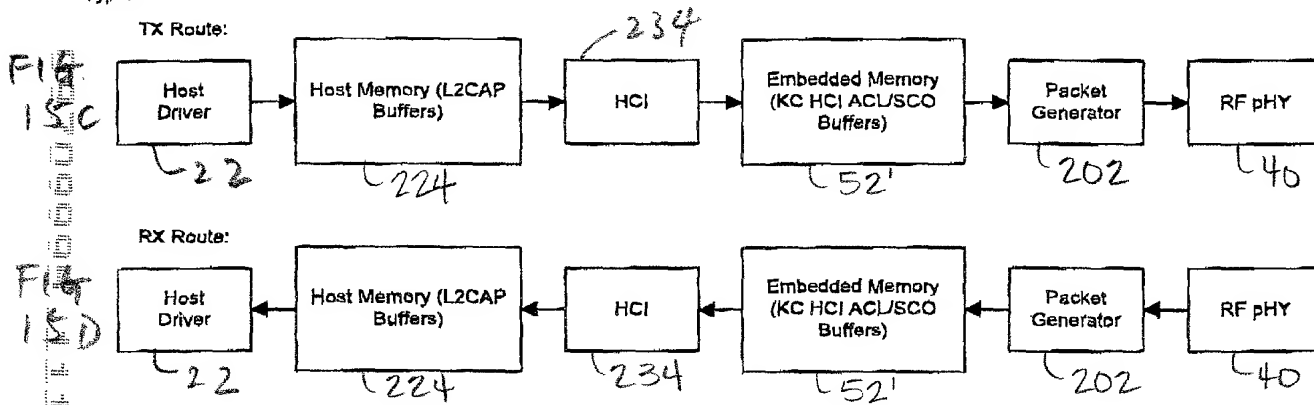 TX Route:
234
FIG
15C
Host
Driver
Host Memory (L2CAP
Buffers)
HCI
Embedded Memory
(KC HCI ACL/SCO
Buffers)
Packet
Generator
RF pHY
22
224
52'
202
40
RX Route:
FIG
15D
Host
Driver
Host Memory (L2CAP
Buffers)
HCI
Embedded Memory
(KC HCI ACL/SCO
Buffers)
Packet
Generator
RF pHY
22
224
234
52'
202
40